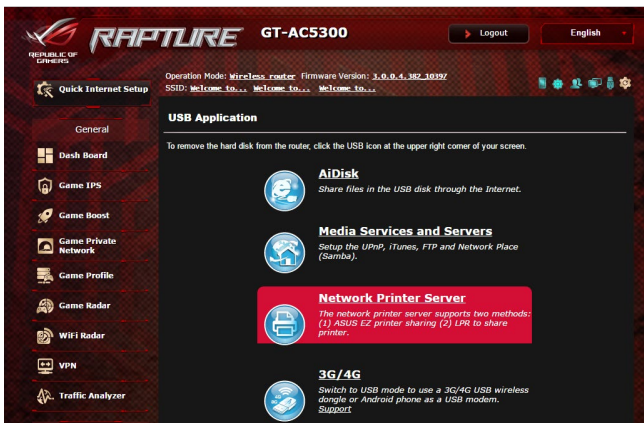 REPUBLIC OF
GAMERS
RAPTURE
GT-AC5300
Logout
English
Quick Internet Setup
Operation Mode: Wireless router Firmware Version: 3.0.0.4.382_10397
SSID: Welcome to... Welcome to... Welcome to...
General
Dash Board
Game IPS
Game Boost
Game Private
Network
Game Profile
Game Radar
WiFi Radar
VPN
Traffic Analyzer
USB Application
To remove the hard disk from the router, click the USB icon at the upper right corner of your screen.
AiDisk
Share files in the USB disk through the Internet.
Media Services and Servers
Setup the UPnP, iTunes, FTP and Network Place
(Samba).
Network Printer Server
The network printer server supports two methods:
(1) ASUS EZ printer sharing (2) LPR to share
printer.
3G/4G
Switch to USB mode to use a 3G/4G USB wireless
dongle or Android phone as a USB modem.
Support